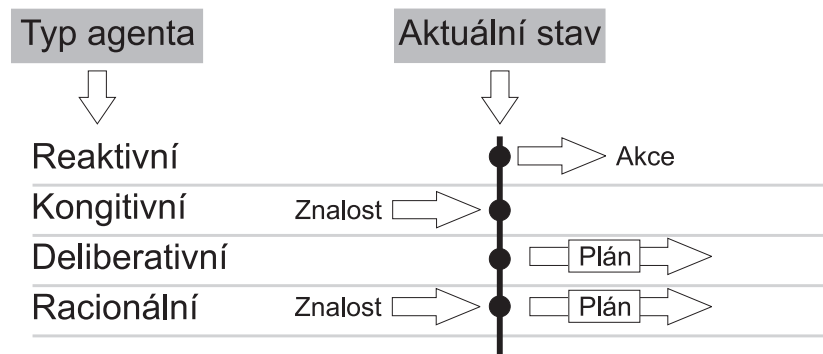 Typ agenta Aktuální stav
Reaktivní Akce
Kongitivní Znalost
Deliberativní Plán
Racionální Znalost Plán